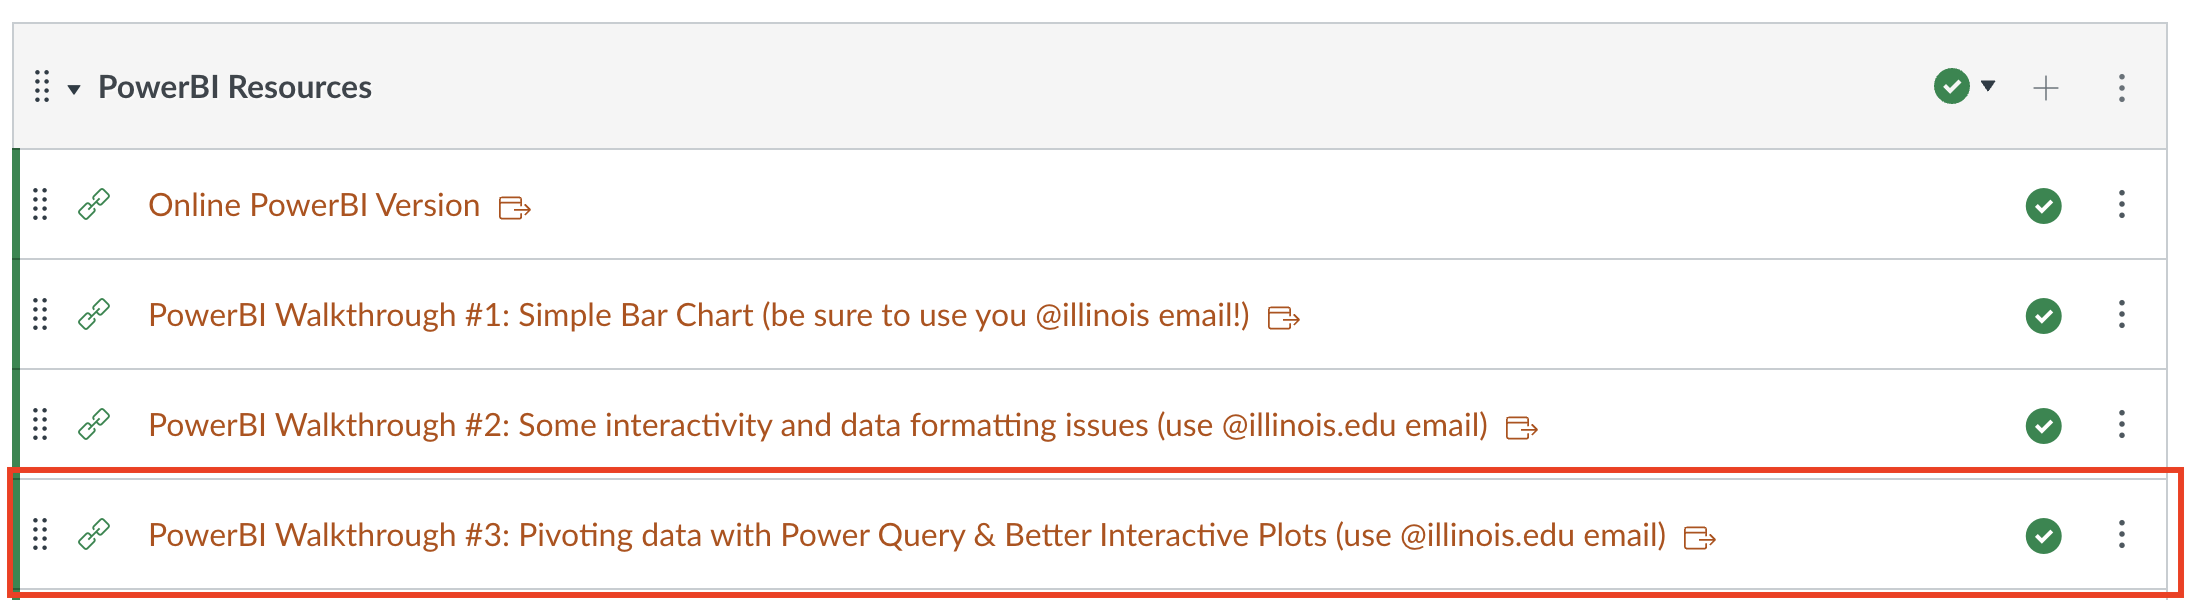 PowerBI Resources
Online PowerBI Version
PowerBI Walkthrough #1: Simple Bar Chart (be sure to use you @illinois email!)
PowerBI Walkthrough #2: Some interactivity and data formatting issues (use @illinois.edu email)
PowerBI Walkthrough #3: Pivoting data with Power Query & Better Interactive Plots (use @illinois.edu email)